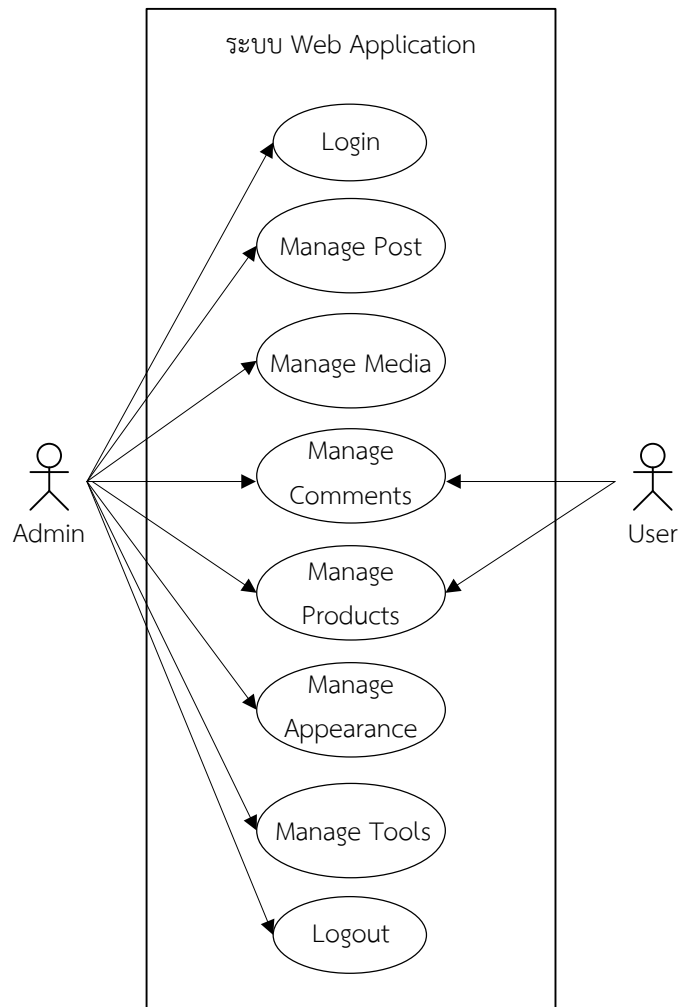 ระบบ Web Application
Login
Manage Post
Manage Media
Manage
Comments
Admin
User
Manage
Products
Manage
Appearance
Manage Tools
Logout